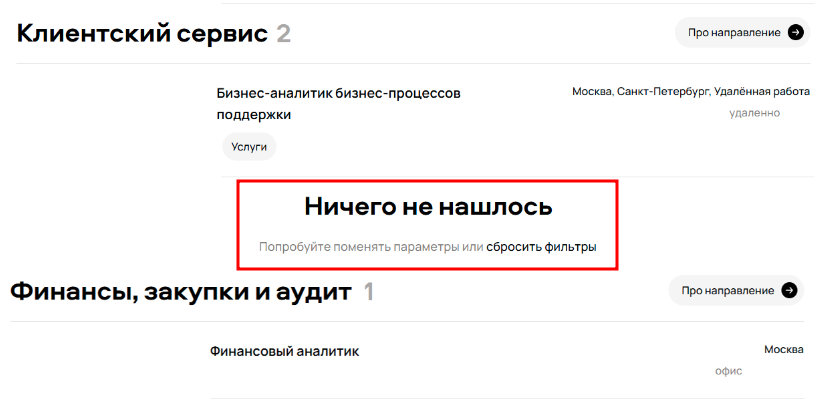 Клиентский сервис 2
Про направление
Бизнес-аналитик бизнес-процессов
поддержки
Москва, Санкт-Петербург, Удалённая работа
удаленно
Услуги
Ничего не нашлось
Попробуйте поменять параметры или сбросить фильтры
Финансы, закупки и аудит 1
Про направление
Финансовый аналитик
Москва
офис